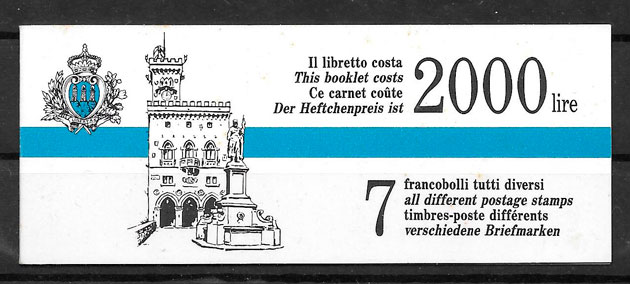 Il libretto costa
This booklet costs
Ce carnet coûte
Der Heftchenpreis ist
2000 lire
7
francobolli tutti diversi
all different postage stamps
timbres-poste différents
verschiedene Briefmarken